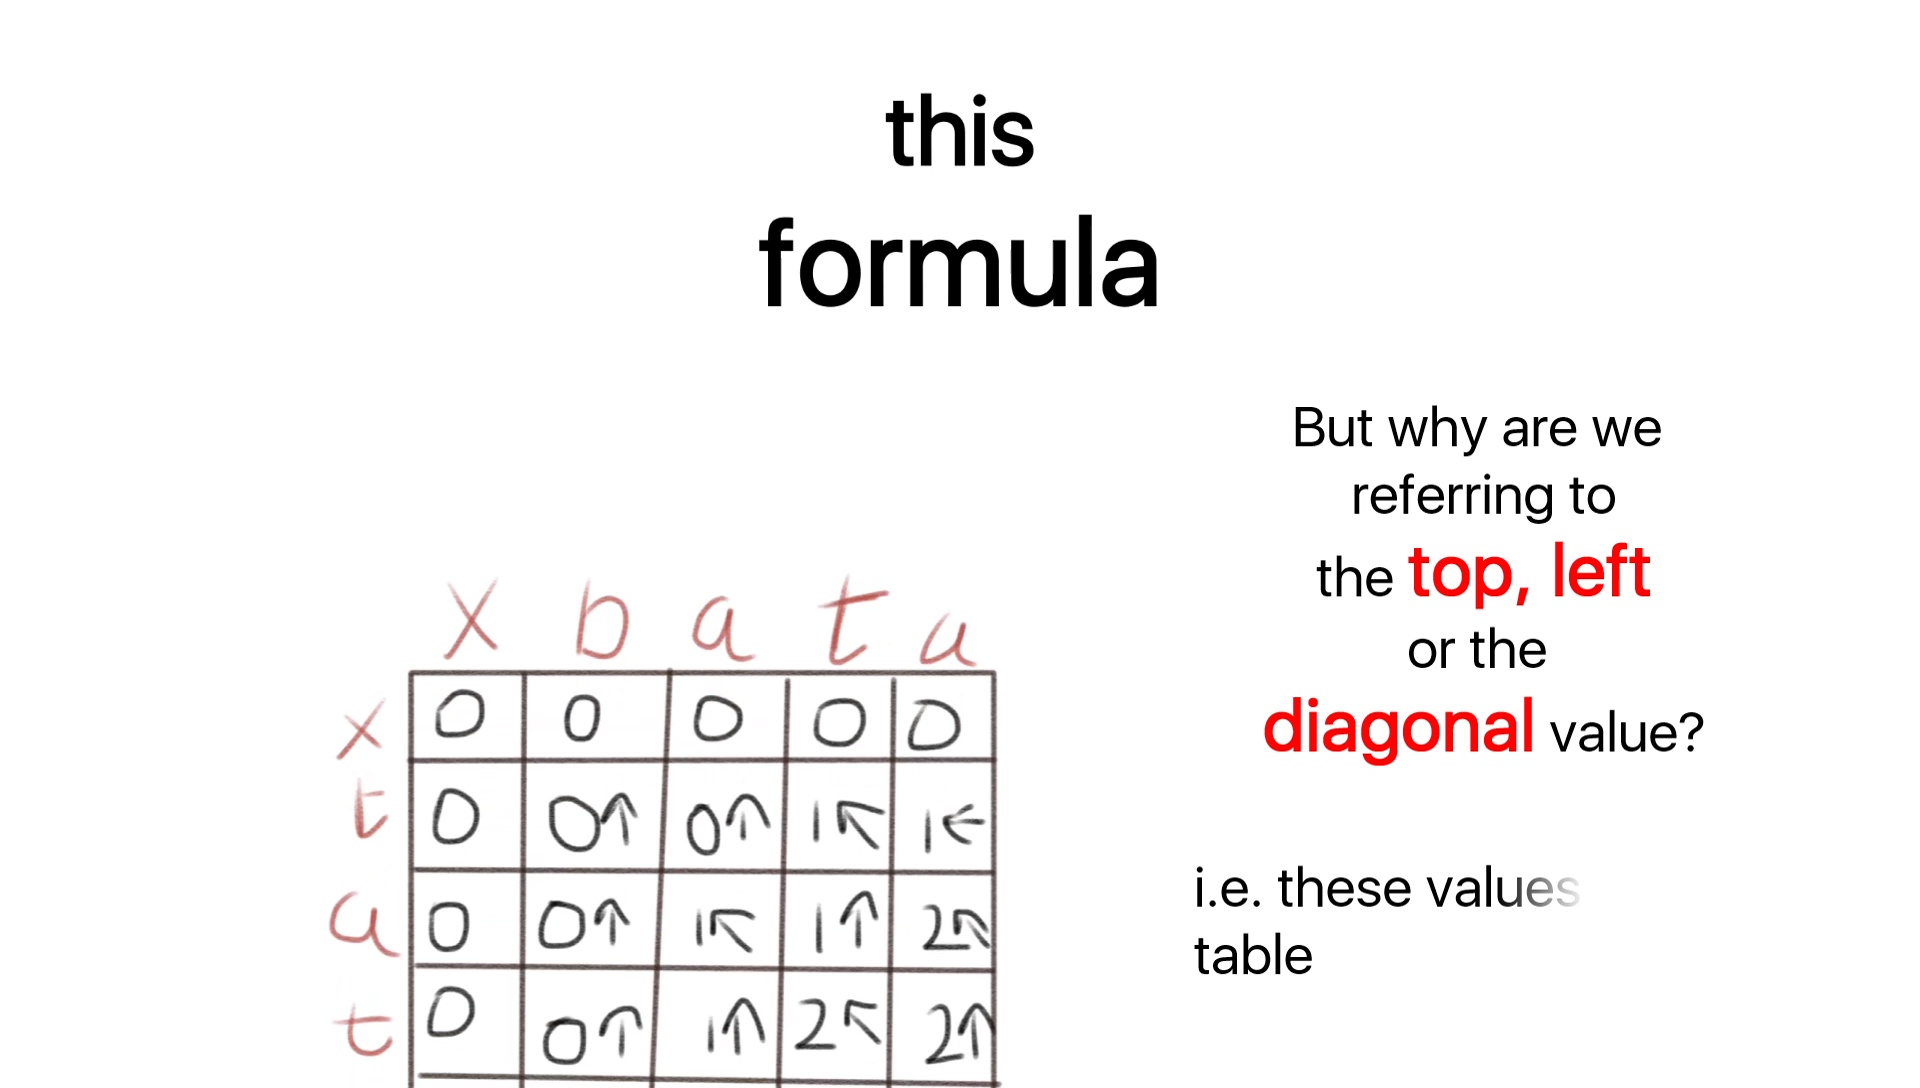 this
formula
But why are we
referring to
the top, left
or the
diagonal value?
i.e. these values
table
x b a t a
x 0 0 0 0 0
t 0 0↑ 0↑ 1↖ 1←
a 0 0↑ 1↖ 1↑ 2↖
t 0 0↑ 1↑ 2↖ 2↑